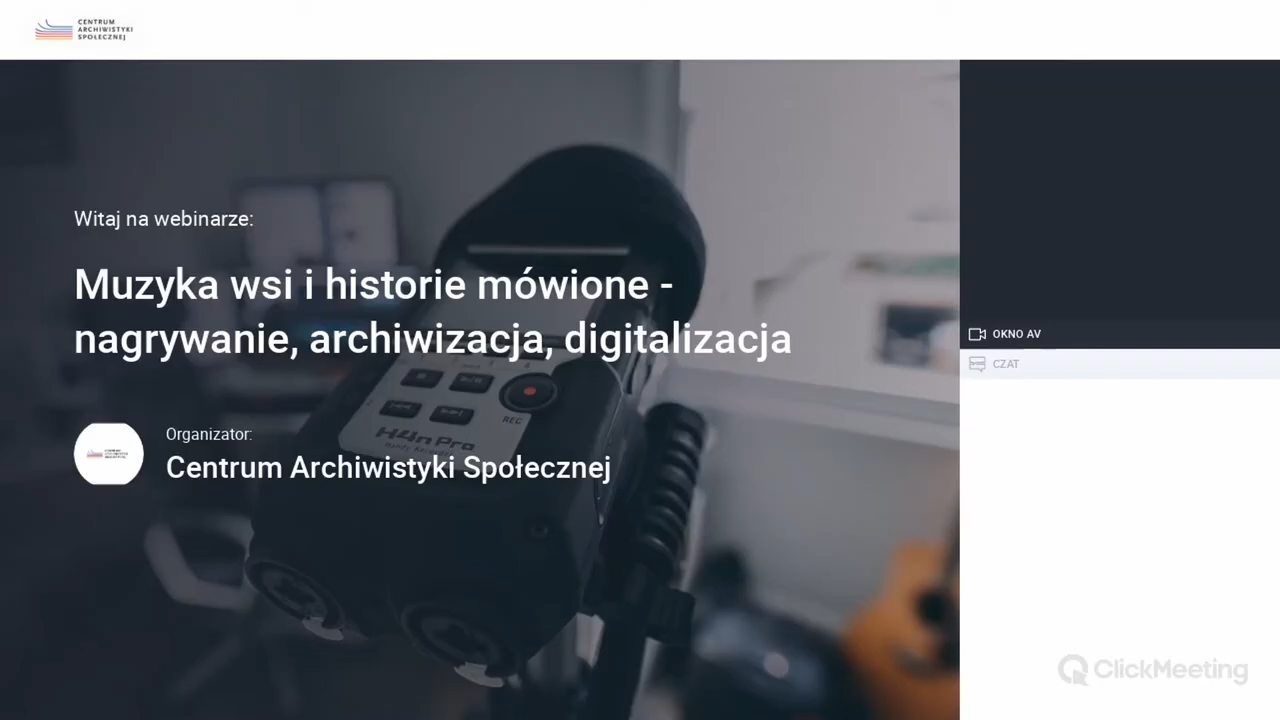 CENTRUM
ARCHIWISTYKI
SPOŁECZNEJ
Witaj na webinarze:
Muzyka wsi i historie mówione -
nagrywanie, archiwizacja, digitalizacja
REC
H4n Pro
Organizator:
Centrum Archiwistyki Społecznej
OKNO AV
CZAT
ClickMeeting